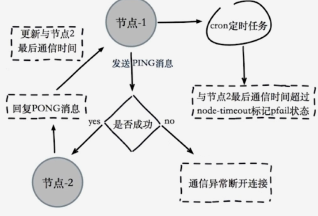 节点-1
cron定时任务
更新与节点2
最后通信时间
发送PING消息
与节点2最后通信时间超过
node-timeout标记pfail状态
回复PONG消息
yes
是否成功
no
节点-2
通信异常断开连接